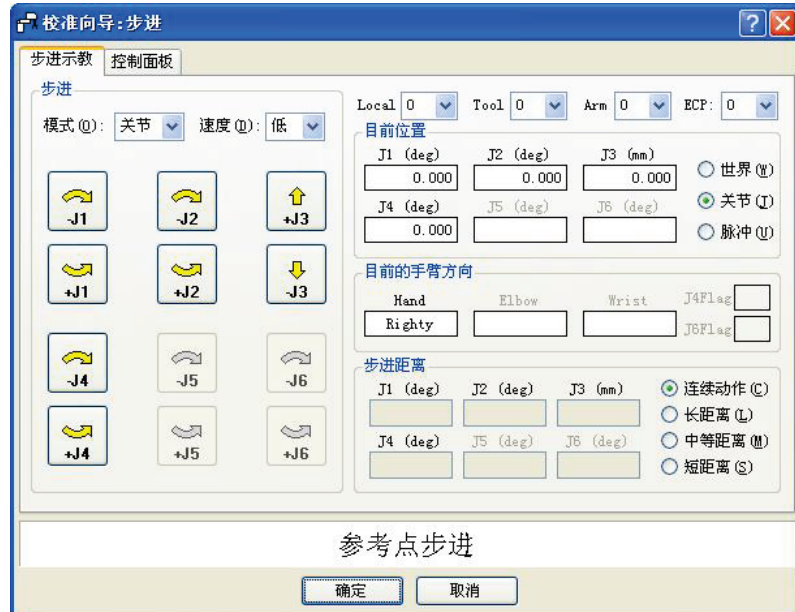 校准向导:步进
步进示教 控制面板
步进
模式(O): 关节 速度(D): 低
-J1 -J2 +J3
+J1 +J2 -J3
-J4 -J5 -J6
+J4 +J5 +J6
Local 0 Tool 0 Arm 0 ECP: 0
目前位置
J1 (deg) J2 (deg) J3 (mm)
0.000 0.000 0.000
J4 (deg) J5 (deg) J6 (deg)
0.000
世界(W)
关节(J)
脉冲(U)
目前的手臂方向
Hand Elbow Wrist J4Flag
Righty
J6Flag
步进距离
J1 (deg) J2 (deg) J3 (mm)
J4 (deg) J5 (deg) J6 (deg)
连续动作(C)
长距离(L)
中等距离(M)
短距离(S)
参考点步进
确定 取消